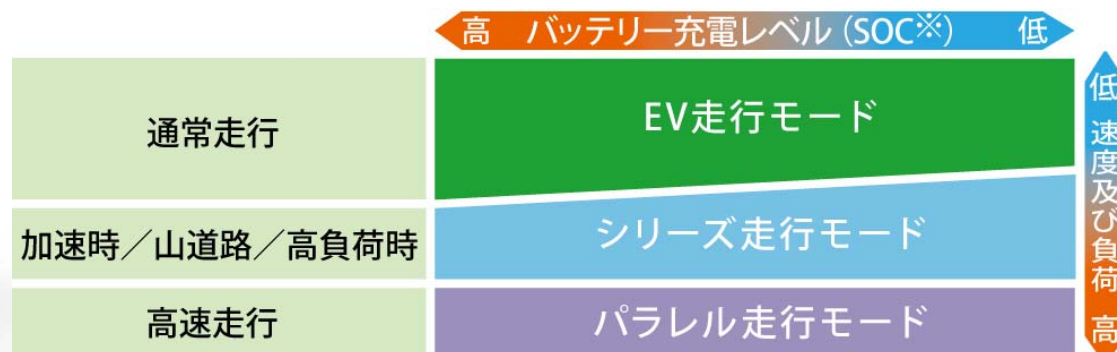 高 バッテリー充電レベル（SOC※） 低
通常走行
EV走行モード
加速時／山道路／高負荷時
シリーズ走行モード
高速走行
パラレル走行モード
低 速度及び負荷 高